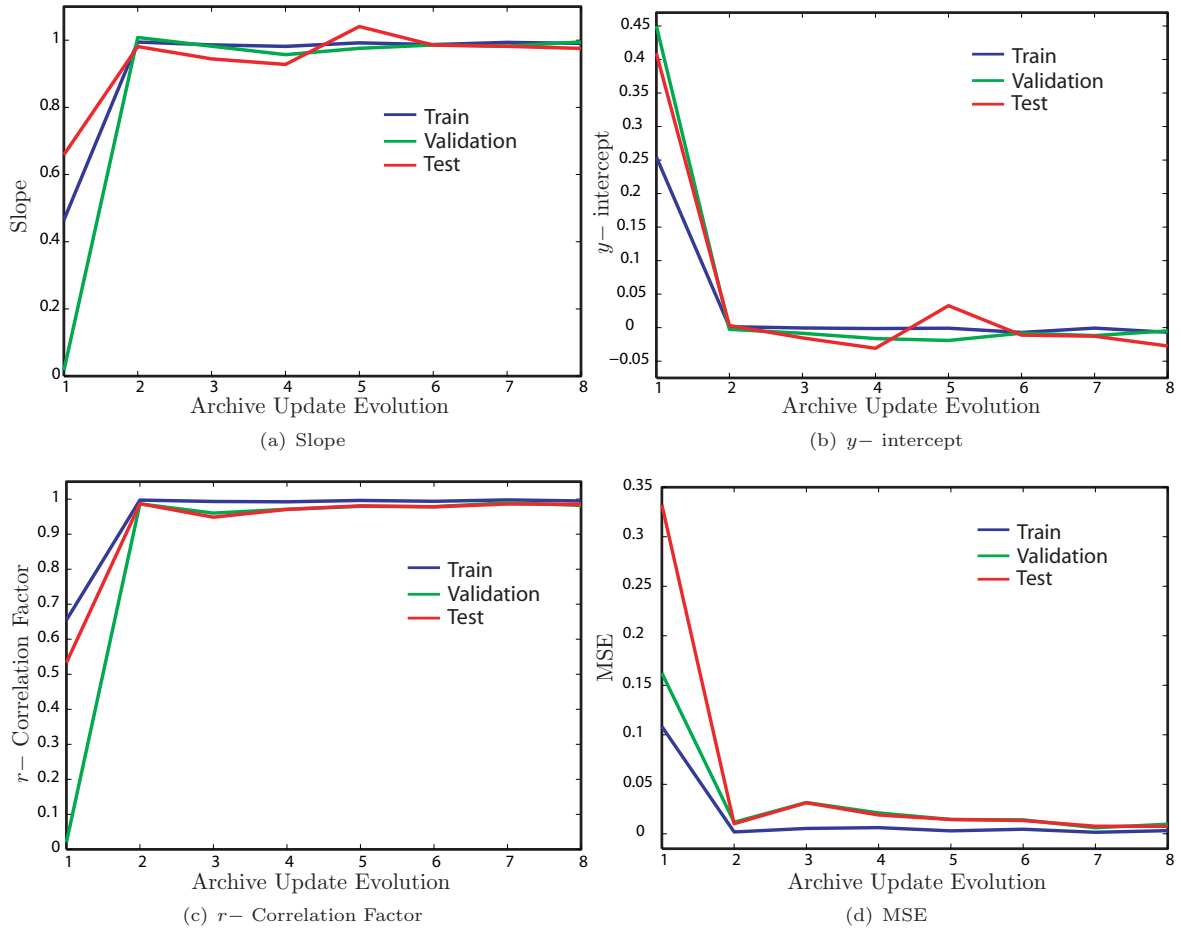 1
0.8
0.6
0.4
0.2
0
Slope
Train
Validation
Test
1 2 3 4 5 6 7 8
Archive Update Evolution
(a) Slope
0.45
0.4
0.35
0.3
0.25
0.2
0.15
0.1
0.05
0
−0.05
y− intercept
Train
Validation
Test
1 2 3 4 5 6 7 8
Archive Update Evolution
(b) y− intercept
1
0.9
0.8
0.7
0.6
0.5
0.4
0.3
0.2
0.1
0
r− Correlation Factor
Train
Validation
Test
1 2 3 4 5 6 7 8
Archive Update Evolution
(c) r− Correlation Factor
0.35
0.3
0.25
0.2
0.15
0.1
0.05
0
MSE
Train
Validation
Test
1 2 3 4 5 6 7 8
Archive Update Evolution
(d) MSE